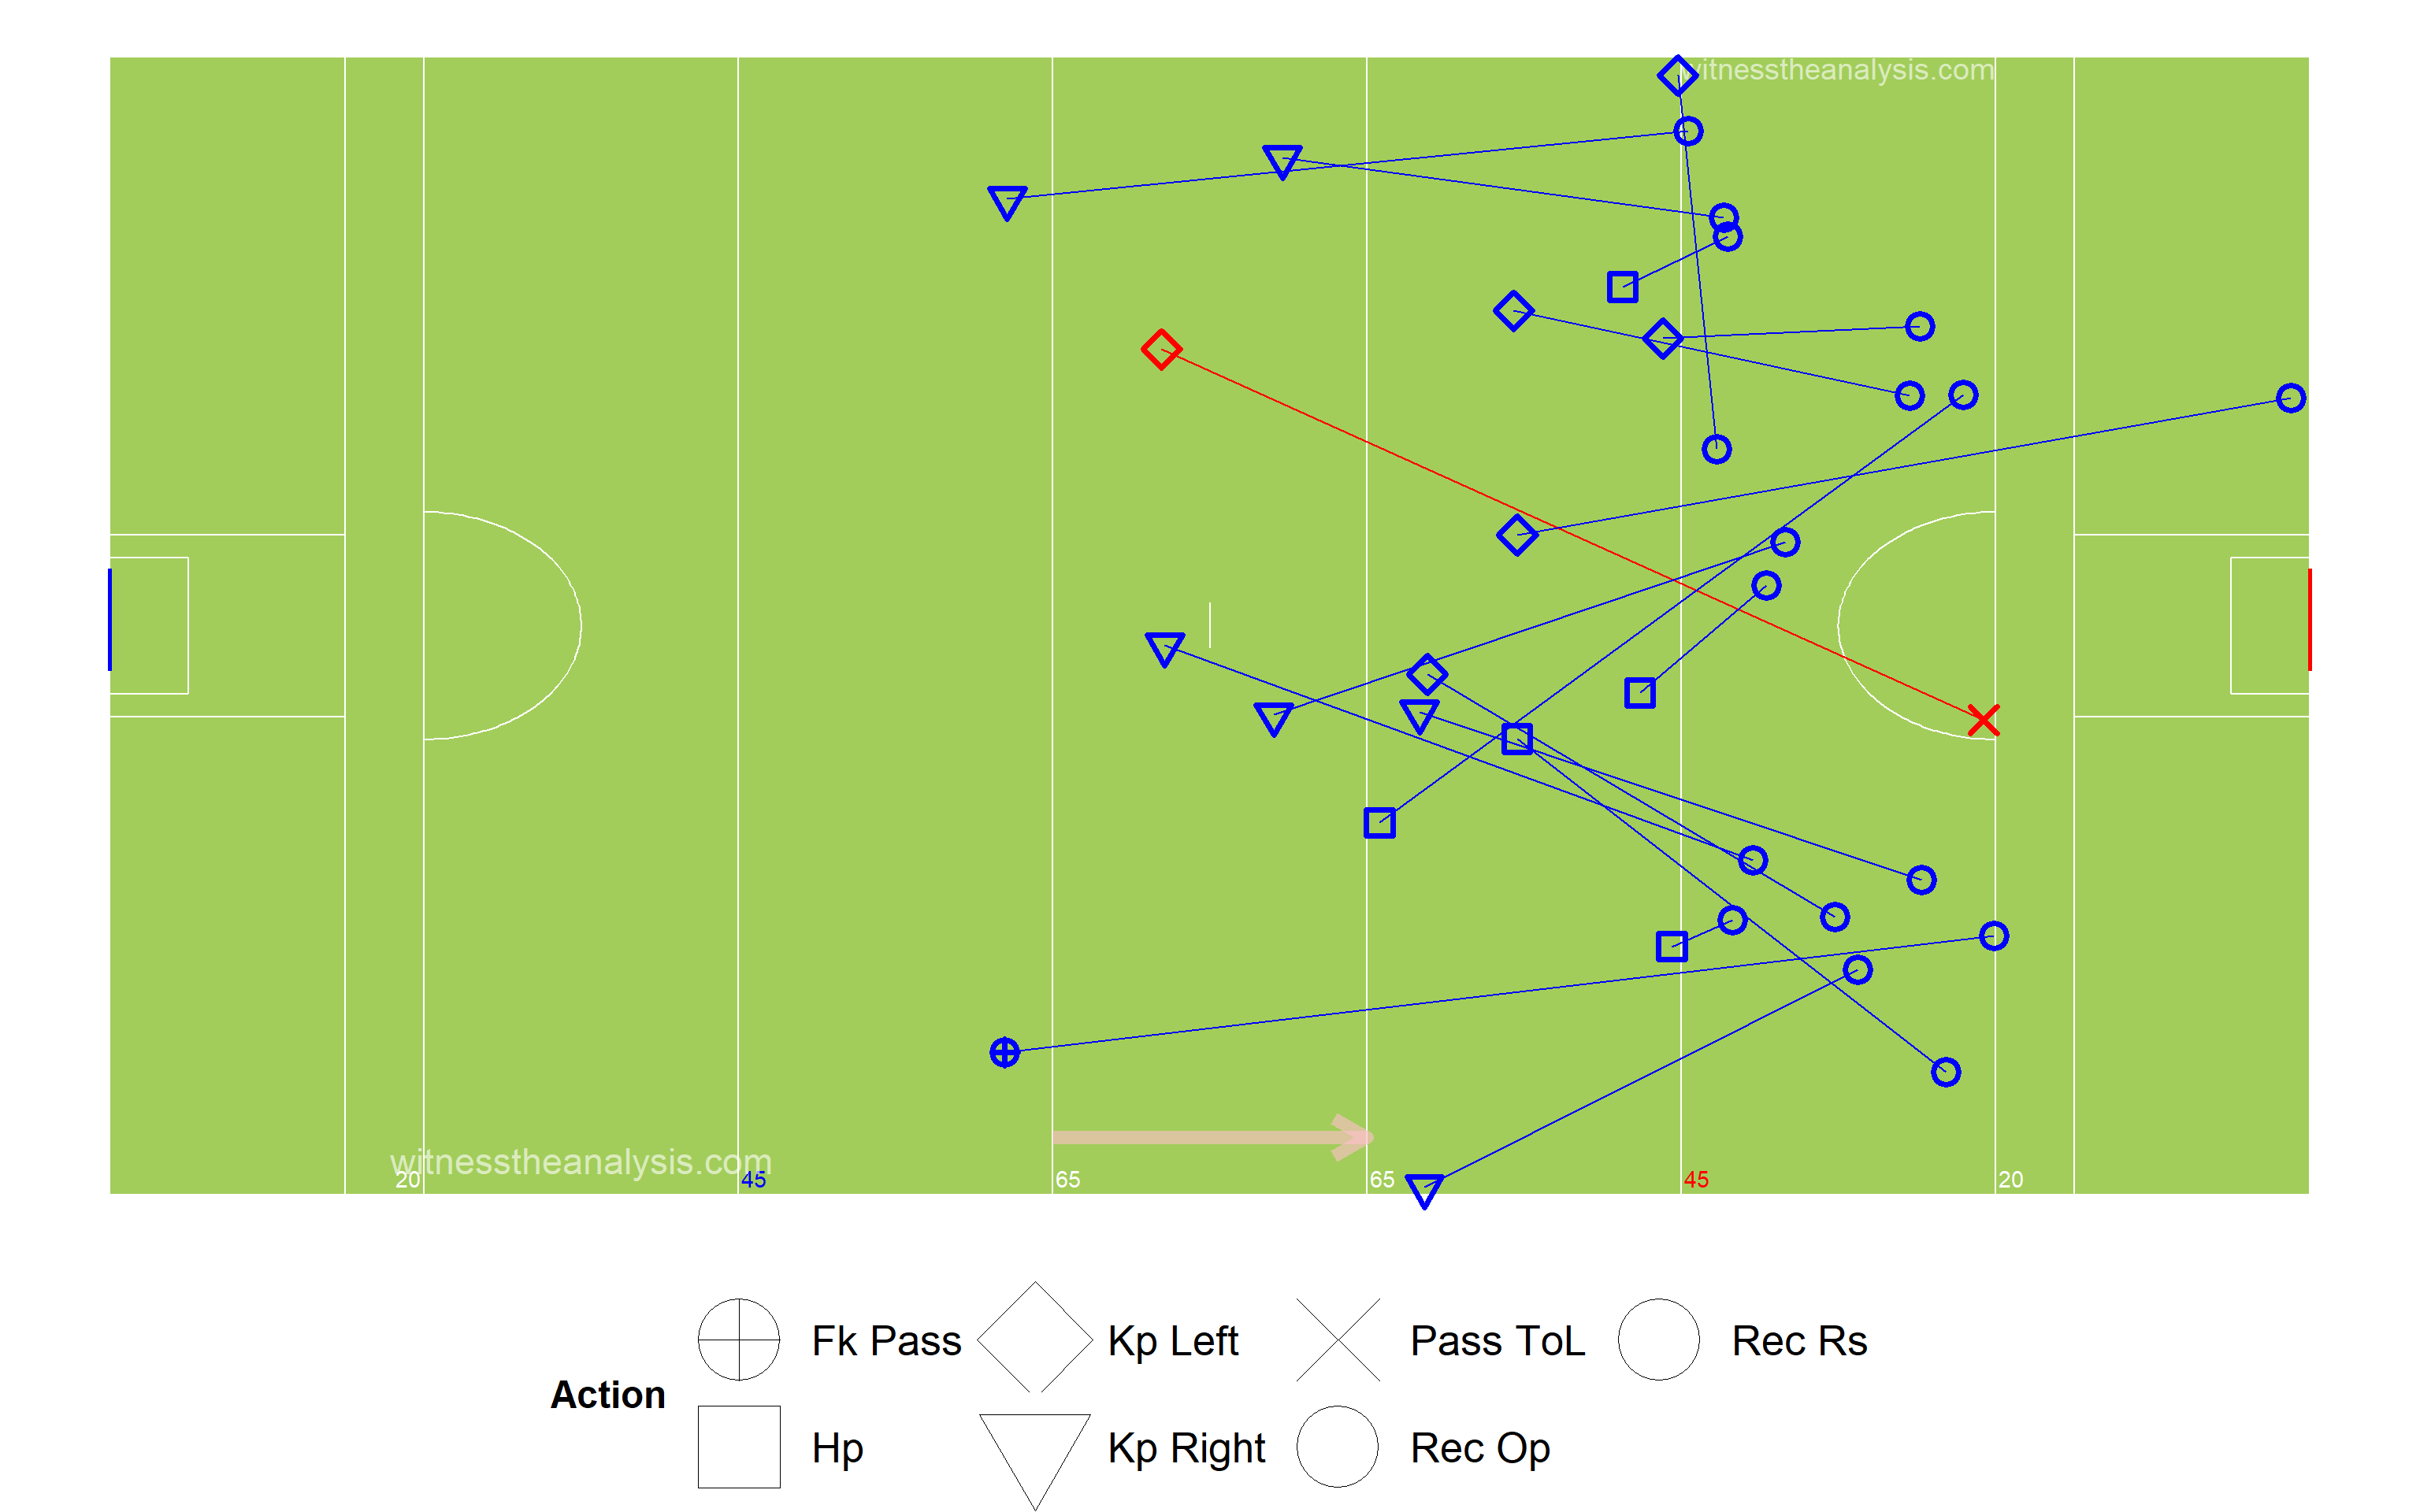 witnesstheanalysis.com
witnesstheanalysis.com
20 45 65 65 45 20
Fk Pass Kp Left Pass ToL Rec Rs
Action
Hp Kp Right Rec Op